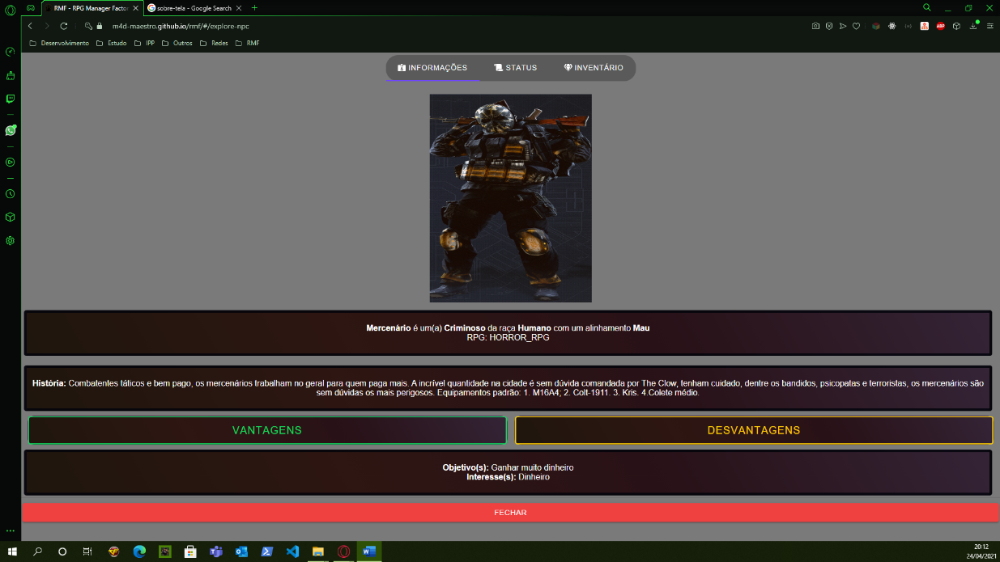 RMF - RPG Manager Factor
sobre-tela - Google Search
m4d-maestro.github.io/rmf/#/explore-npc
Desenvolvimento
Estudo
IPP
Outros
Redes
RMF
INFORMAÇÕES
STATUS
INVENTÁRIO
Mercenário é um(a) Criminoso da raça Humano com um alinhamento Mau
RPG: HORROR_RPG
História: Combatentes táticos e bem pago, os mercenários trabalham no geral para quem paga mais. A incrível quantidade na cidade é sem dúvida comandada por The Clow, tenham cuidado, dentre os bandidos, psicopatas e terroristas, os mercenários são
sem dúvidas os mais perigosos. Equipamentos padrão: 1. M16A4; 2. Colt-1911. 3. Kris. 4.Colete médio.
VANTAGENS
DESVANTAGENS
Objetivo(s): Ganhar muito dinheiro
Interesse(s): Dinheiro
FECHAR
20:12
24/04/2021